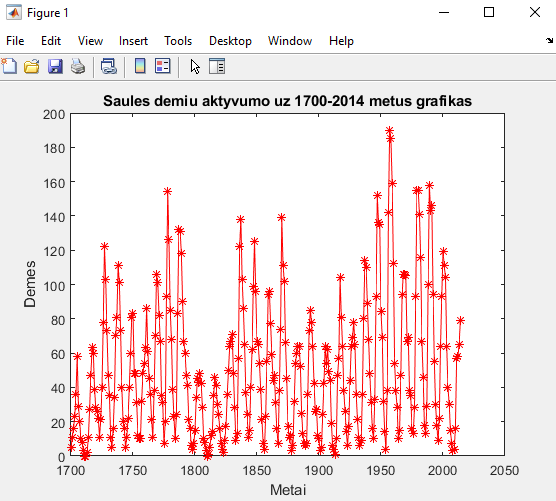 Figure 1
File Edit View Insert Tools Desktop Window Help
Saules demiu aktyvumo uz 1700-2014 metus grafikas
200
180
160
140
120
100
80
60
40
20
0
Demes
1700 1750 1800 1850 1900 1950 2000 2050
Metai